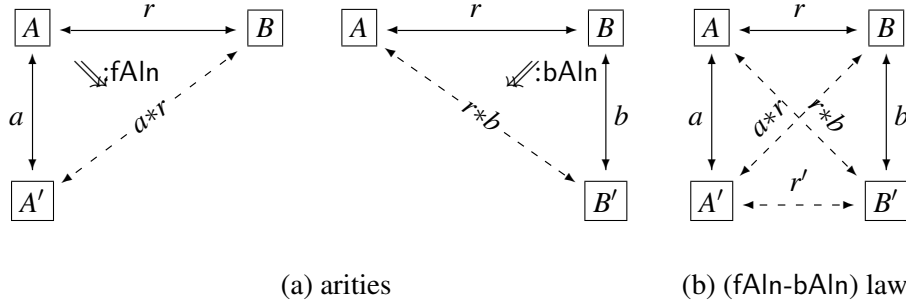 r r r
A B A B A B
:fAln :bAln
a a*r r*b b a a*r r*b b
r'
A' B' A' B'
(a) arities (b) (fAln-bAln) law